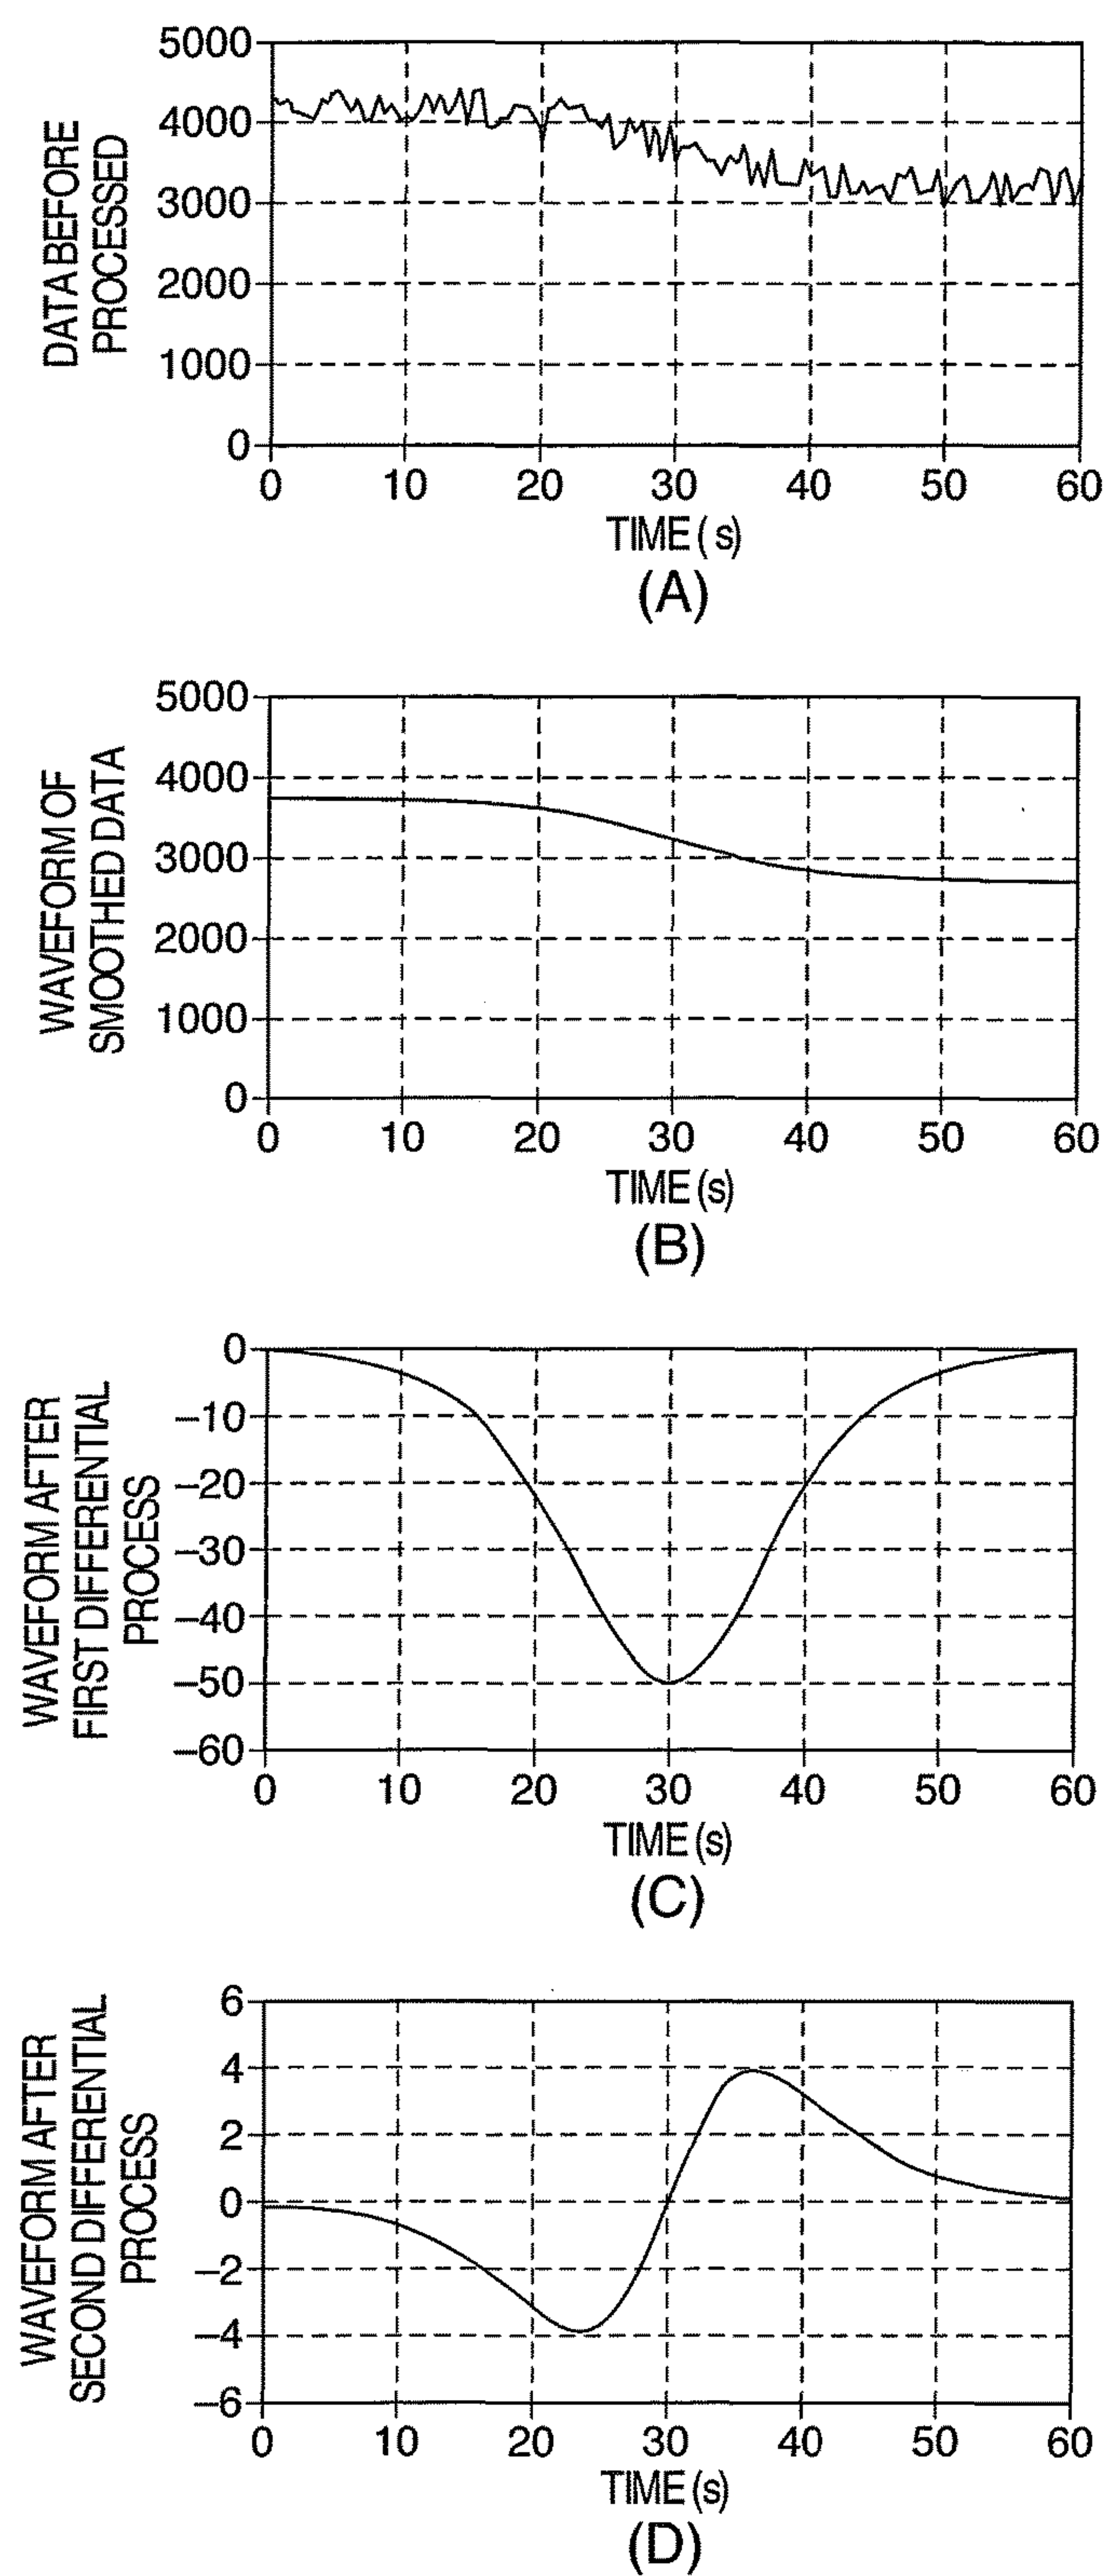 DATA BEFORE
PROCESSED
5000
4000
3000
2000
1000
0
0 10 20 30 40 50 60
TIME ( s)
(A)
WAVEFORM OF
SMOOTHED DATA
5000
4000
3000
2000
1000
0
0 10 20 30 40 50 60
TIME (s)
(B)
WAVEFORM AFTER
FIRST DIFFERENTIAL
PROCESS
0
−10
−20
−30
−40
−50
−60
0 10 20 30 40 50 60
TIME (s)
(C)
WAVEFORM AFTER
SECOND DIFFERENTIAL
PROCESS
6
4
2
0
−2
−4
−6
0 10 20 30 40 50 60
TIME (s)
(D)